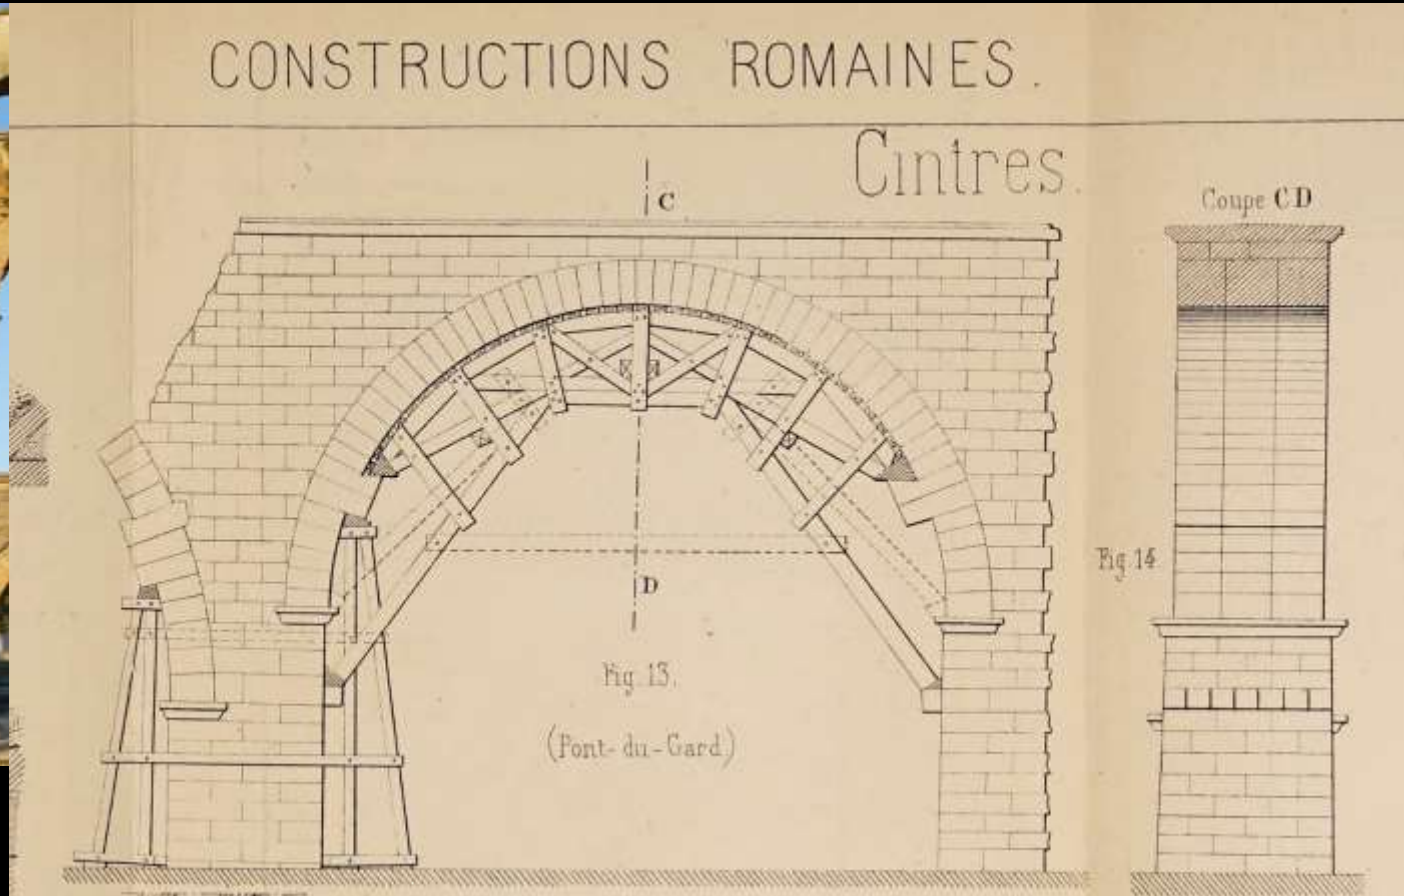 CONSTRUCTIONS ROMAINES.
Cintres.
C
Coupe CD
Fig. 14
D
Fig. 13.
(Pont-du-Gard)